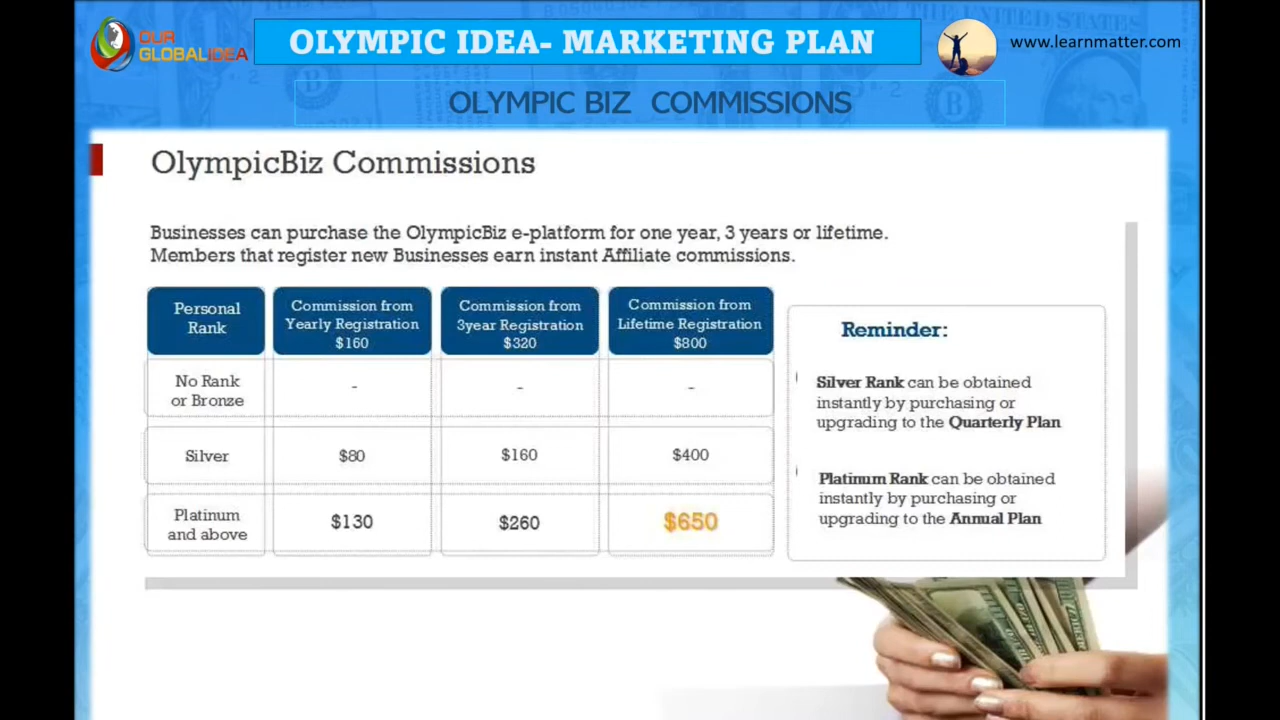 OUR
GLOBALIDEA
OLYMPIC IDEA- MARKETING PLAN
www.learnmatter.com
OLYMPIC BIZ COMMISSIONS
OlympicBiz Commissions
Businesses can purchase the OlympicBiz e-platform for one year, 3 years or lifetime.
Members that register new Businesses earn instant Affiliate commissions.
Personal
Rank
Commission from
Yearly Registration
$160
Commission from
3year Registration
$320
Commission from
Lifetime Registration
$800
No Rank
or Bronze
-
-
-
Silver
$80
$160
$400
Platinum
and above
$130
$260
$650
Reminder:
Silver Rank can be obtained
instantly by purchasing or
upgrading to the Quarterly Plan
Platinum Rank can be obtained
instantly by purchasing or
upgrading to the Annual Plan